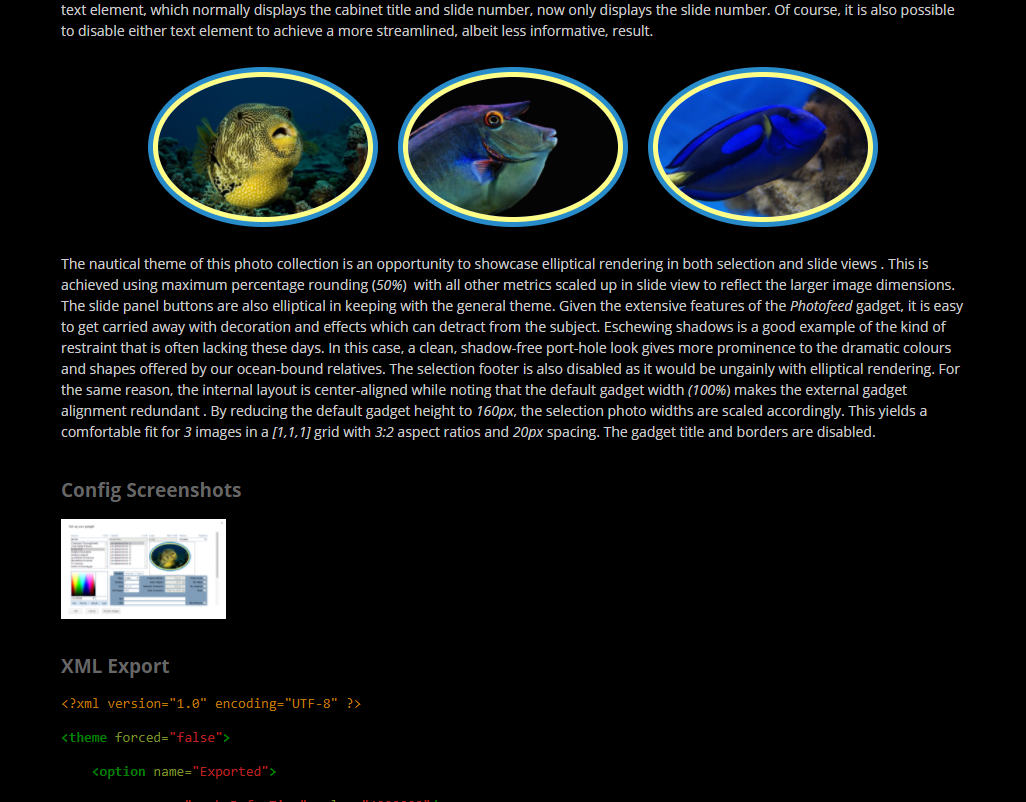 text element, which normally displays the cabinet title and slide number, now only displays the slide number. Of course, it is also possible
to disable either text element to achieve a more streamlined, albeit less informative, result.
The nautical theme of this photo collection is an opportunity to showcase elliptical rendering in both selection and slide views . This is
achieved using maximum percentage rounding (50%)  with all other metrics scaled up in slide view to reflect the larger image dimensions.
The slide panel buttons are also elliptical in keeping with the general theme. Given the extensive features of the Photofeed gadget, it is easy
to get carried away with decoration and effects which can detract from the subject. Eschewing shadows is a good example of the kind of
restraint that is often lacking these days. In this case, a clean, shadow-free port-hole look gives more prominence to the dramatic colours
and shapes offered by our ocean-bound relatives. The selection footer is also disabled as it would be ungainly with elliptical rendering. For
the same reason, the internal layout is center-aligned while noting that the default gadget width (100%) makes the external gadget
alignment redundant . By reducing the default gadget height to 160px, the selection photo widths are scaled accordingly. This yields a
comfortable fit for 3 images in a [1,1,1] grid with 3:2 aspect ratios and 20px spacing. The gadget title and borders are disabled.
Config Screenshots
XML Export
<?xml version="1.0" encoding="UTF-8" ?>
<theme forced="false">
<option name="Exported">